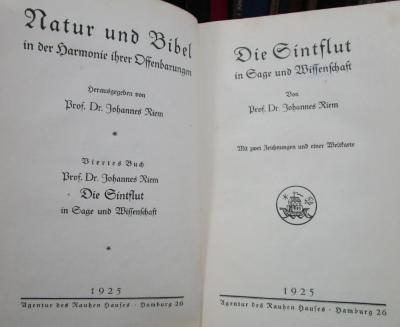 Natur und Bibel
in der Harmonie ihrer Offenbarungen
Herausgegeben von
Prof. Dr. Johannes Riem
*
Viertes Buch
Prof. Dr. Johannes Riem
Die Sintflut
in Sage und Wissenschaft
*
1925
Agentur des Rauhen Hauses - Hamburg 26
Die Sintflut
in Sage und Wissenschaft
Von
Prof. Dr. Johannes Riem
Mit zwei Zeichnungen und einer Weltkarte
1925
Agentur des Rauhen Hauses - Hamburg 26